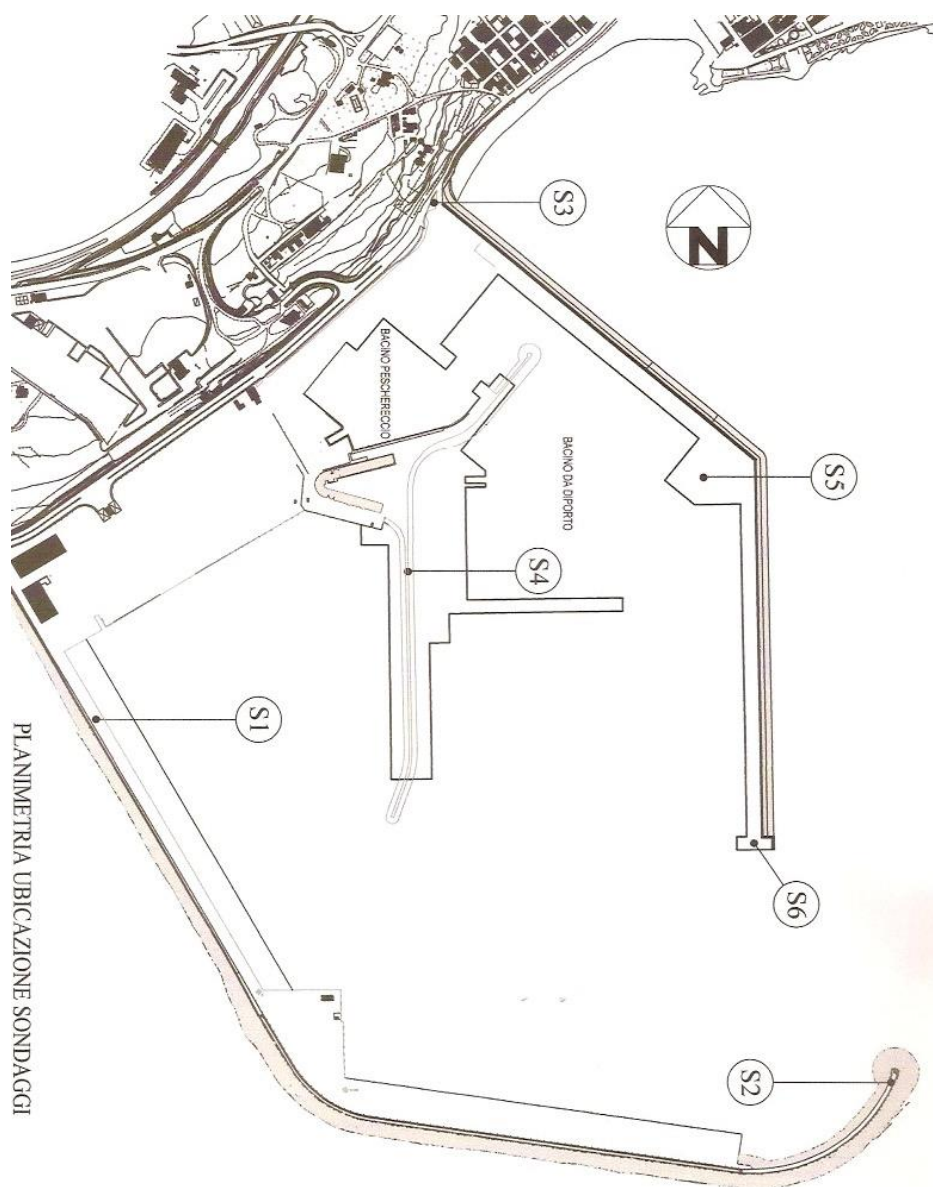 S3
N
BACINO PESCHERECCIO
BACINO DA DIPORTO
S5
S4
S1
S6
S2
PLANIMETRIA UBICAZIONE SONDAGGI